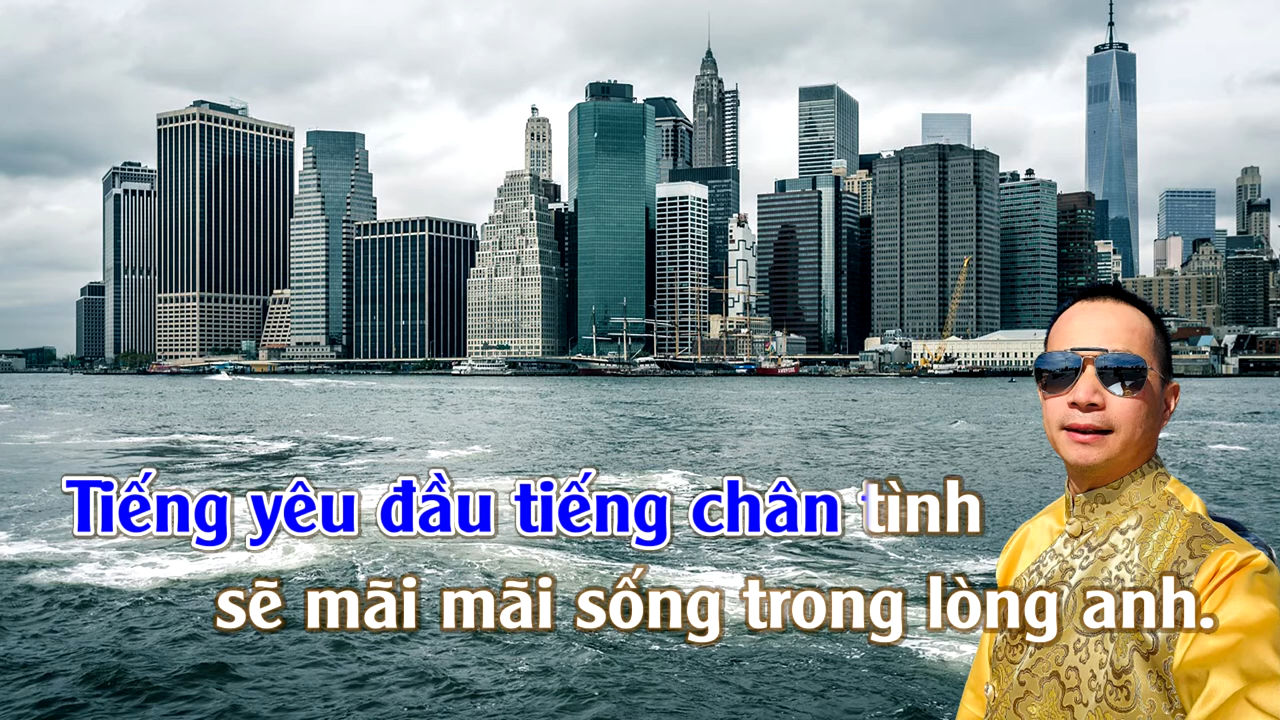 Tiếng yêu đầu tiếng chân tình
sẽ mãi mãi sống trong lòng anh.